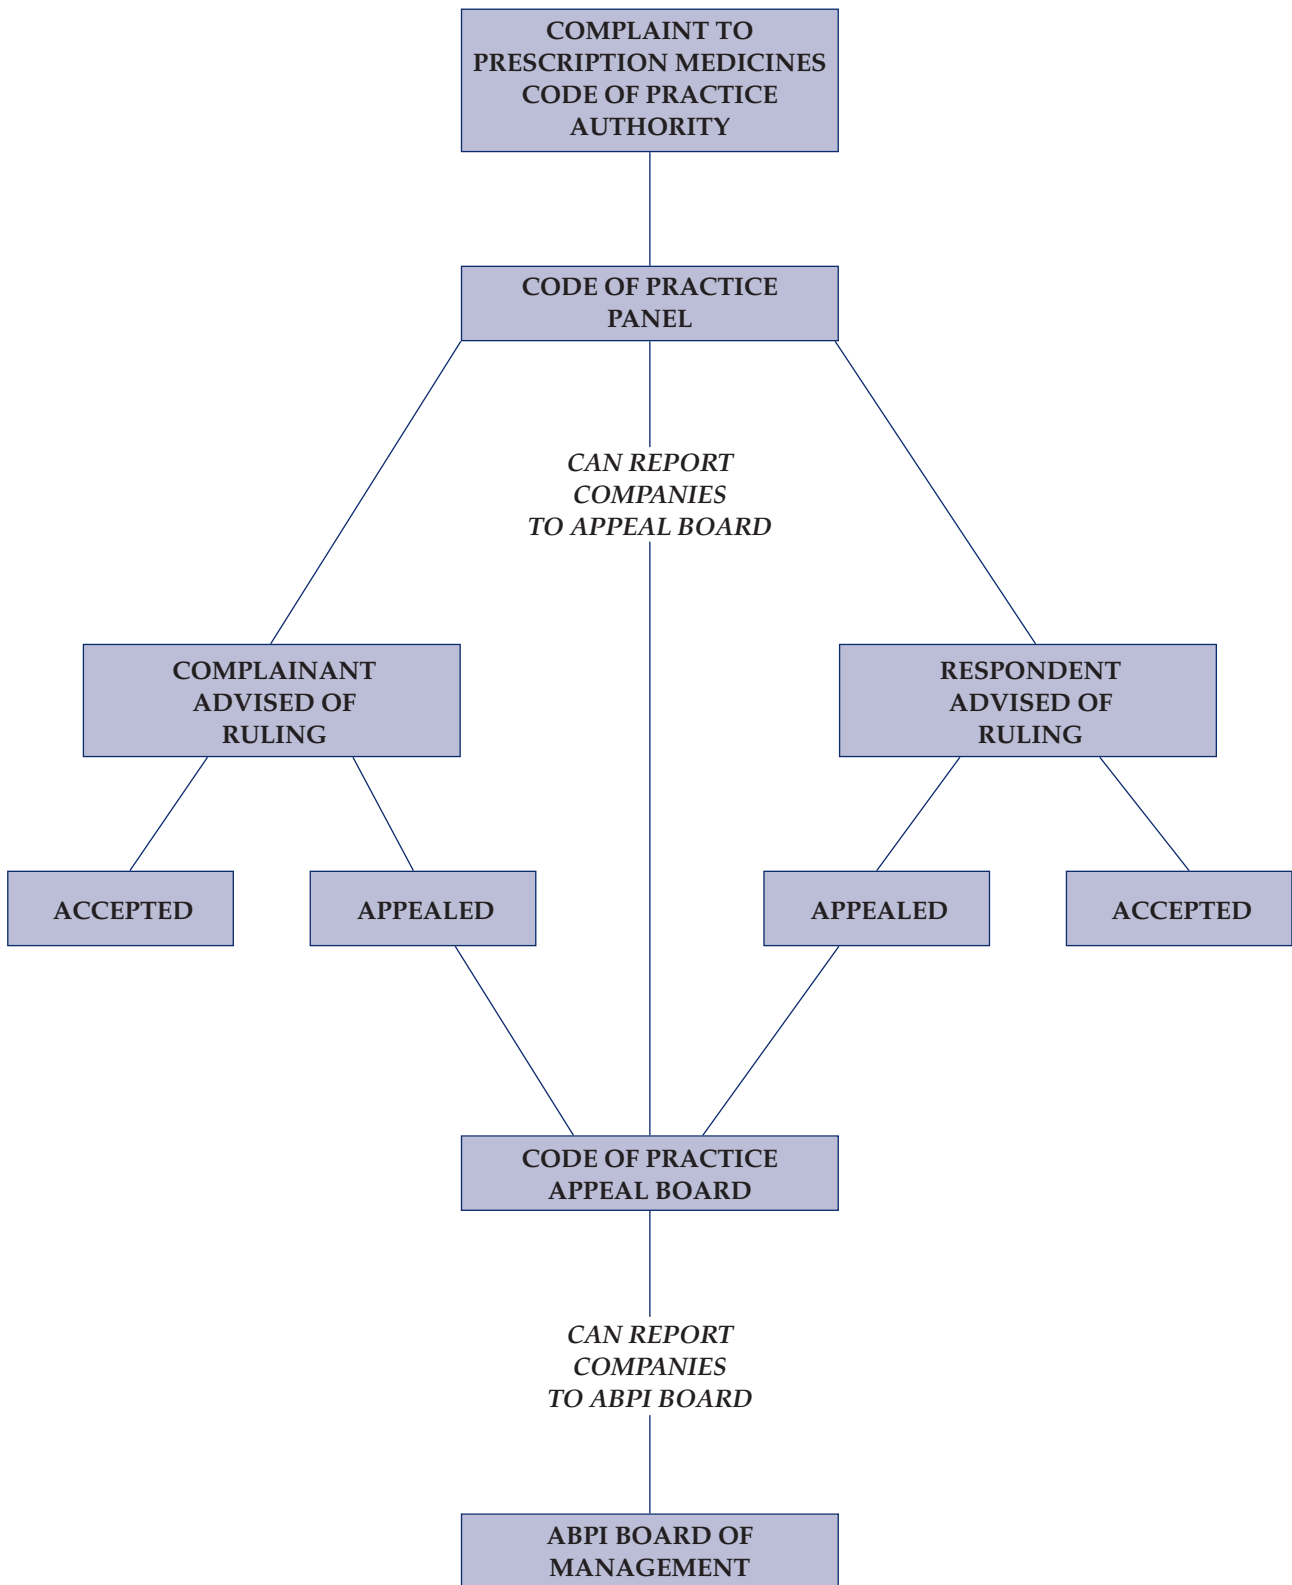 COMPLAINT TO
PRESCRIPTION MEDICINES
CODE OF PRACTICE
AUTHORITY
CODE OF PRACTICE
PANEL
CAN REPORT
COMPANIES
TO APPEAL BOARD
COMPLAINANT
ADVISED OF
RULING
RESPONDENT
ADVISED OF
RULING
ACCEPTED
APPEALED
APPEALED
ACCEPTED
CODE OF PRACTICE
APPEAL BOARD
CAN REPORT
COMPANIES
TO ABPI BOARD
ABPI BOARD OF
MANAGEMENT